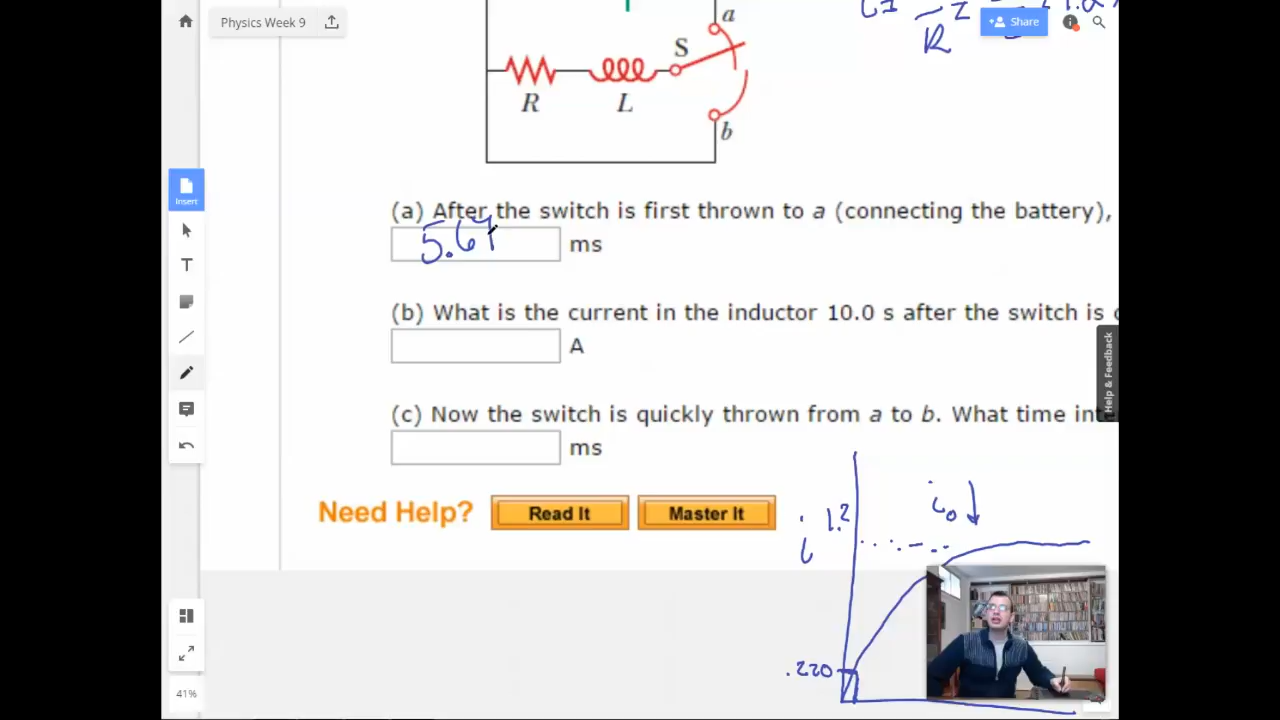 Physics Week 9
Share
a
S
R
L
b
R
Insert
(a) After the switch is first thrown to a (connecting the battery),
5.64
ms
(b) What is the current in the inductor 10.0 s after the switch is
A
Help & Feedback
(c) Now the switch is quickly thrown from a to b. What time
ms
Need Help?
Read It
Master It
i
1.2
i₀↓
.220
41%